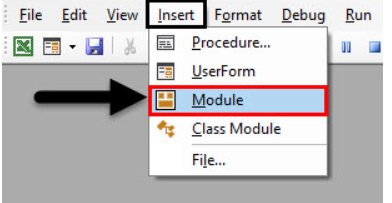 File Edit View Insert Format Debug Run
Procedure...
UserForm
Module
Class Module
File...